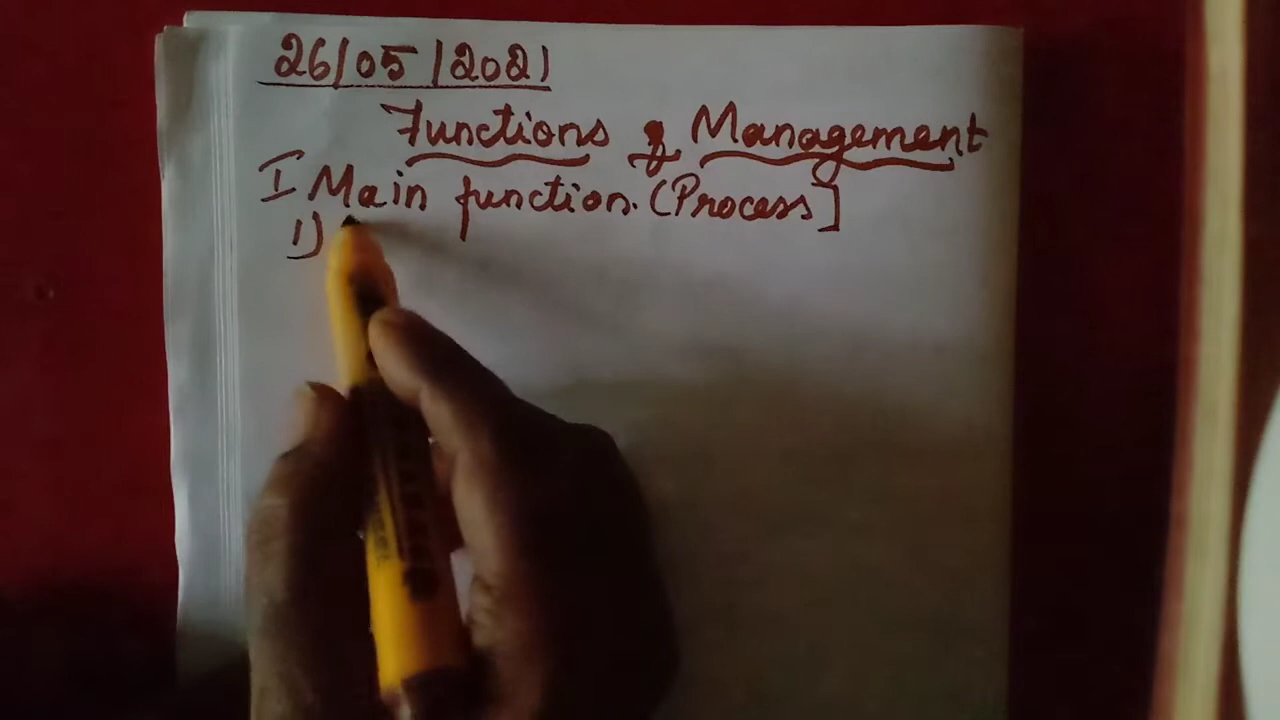 26/05/2021
Functions of Management
I Main function. (Process]
1)